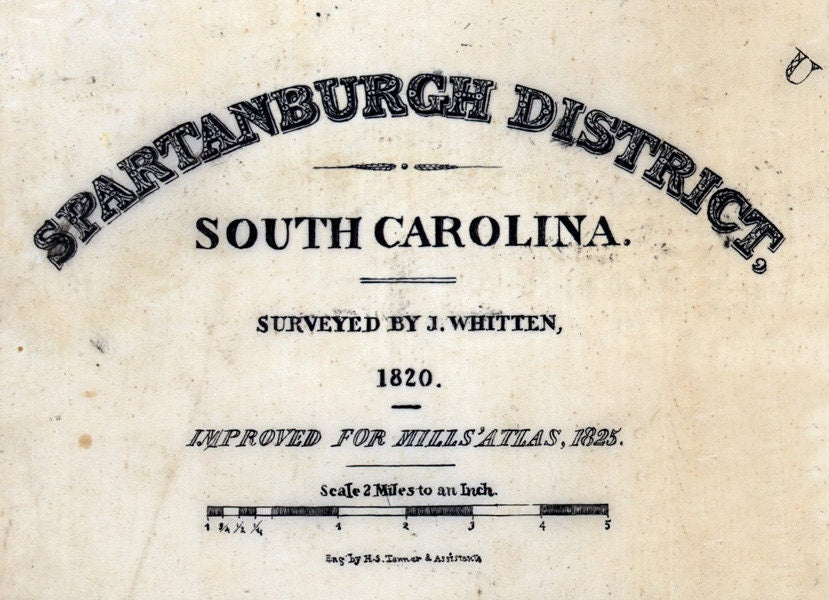 U
SPARTANBURGH DISTRICT,
SOUTH CAROLINA.
SURVEYED BY J. WHITTEN,
1820.
IMPROVED FOR MILLS' ATLAS, 1825.
Scale 2 Miles to an Inch.
1 3/4 1/2 1/4 1 2 3 4 5
Eng. by H.S. Tanner & Assistants